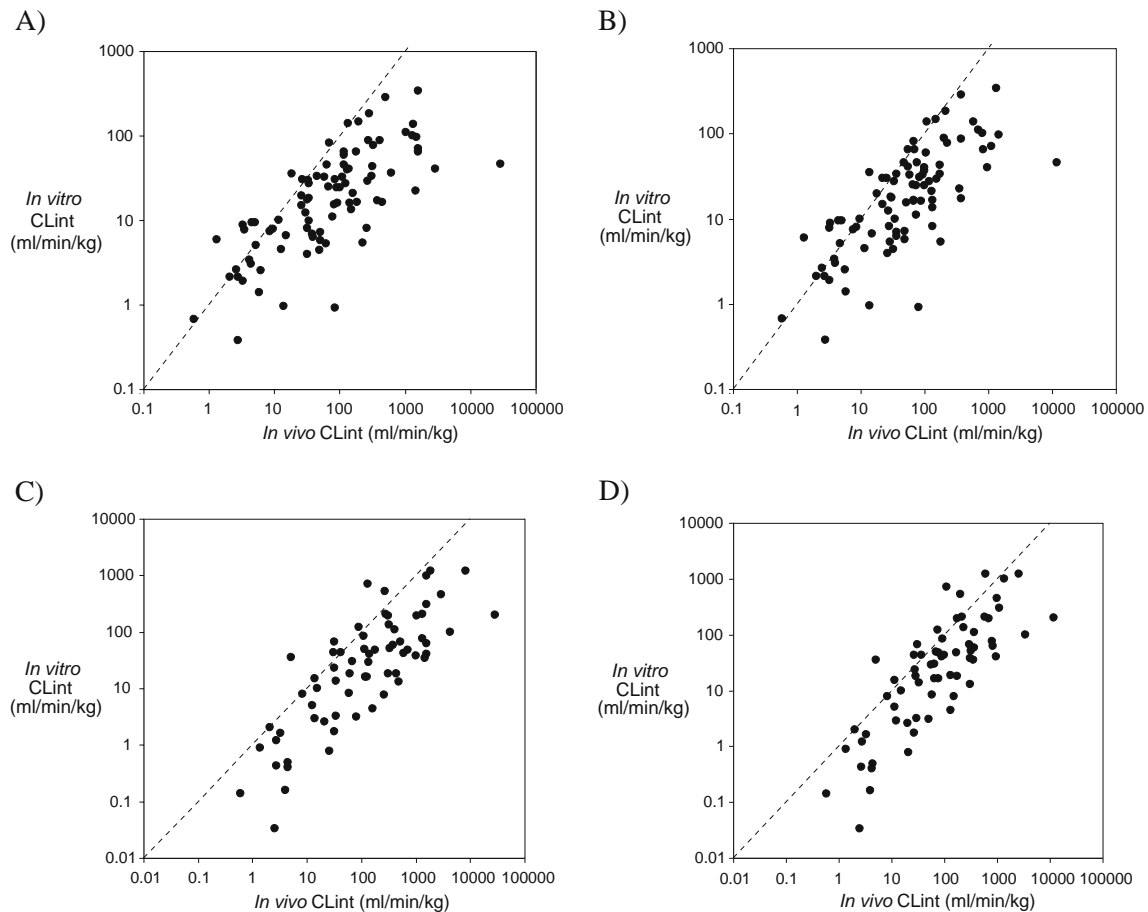 A)
1000
100
In vitro
CLint
(ml/min/kg)
10
1
0.1
0.1 1 10 100 1000 10000 100000
In vivo CLint (ml/min/kg)
B)
1000
100
In vitro
CLint
(ml/min/kg)
10
1
0.1
0.1 1 10 100 1000 10000 100000
In vivo CLint (ml/min/kg)
C)
10000
1000
100
In vitro
CLint
(ml/min/kg)
10
1
0.1
0.01
0.01 0.1 1 10 100 1000 10000 100000
In vivo CLint (ml/min/kg)
D)
10000
1000
100
In vitro
CLint
(ml/min/kg)
10
1
0.1
0.01
0.01 0.1 1 10 100 1000 10000 100000
In vivo CLint (ml/min/kg)